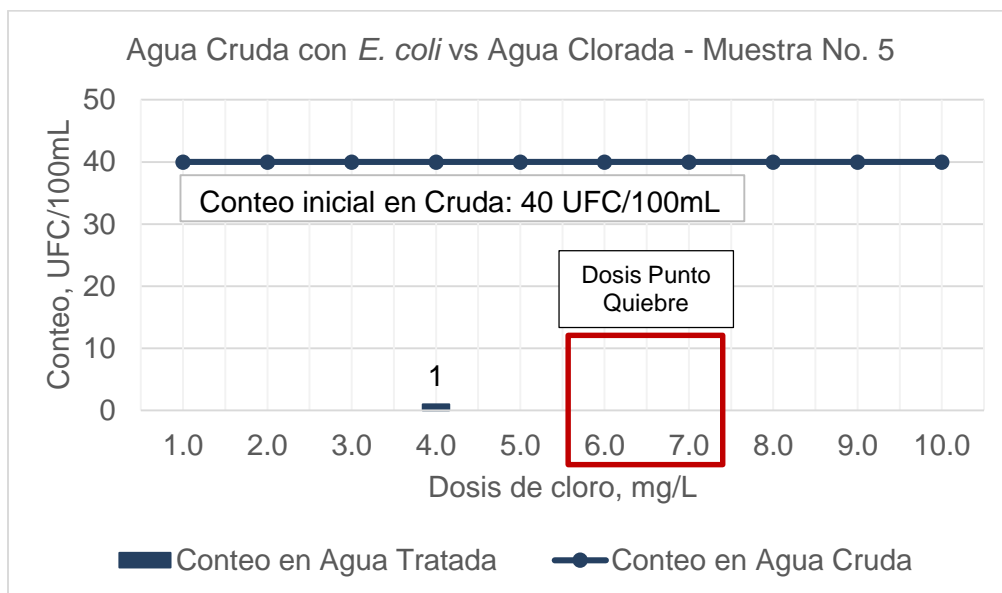 Agua Cruda con E. coli vs Agua Clorada - Muestra No. 5
Conteo, UFC/100mL
50
40
30
20
10
0
Conteo inicial en Cruda: 40 UFC/100mL
Dosis Punto
Quiebre
1
1.0 2.0 3.0 4.0 5.0 6.0 7.0 8.0 9.0 10.0
Dosis de cloro, mg/L
Conteo en Agua Tratada Conteo en Agua Cruda